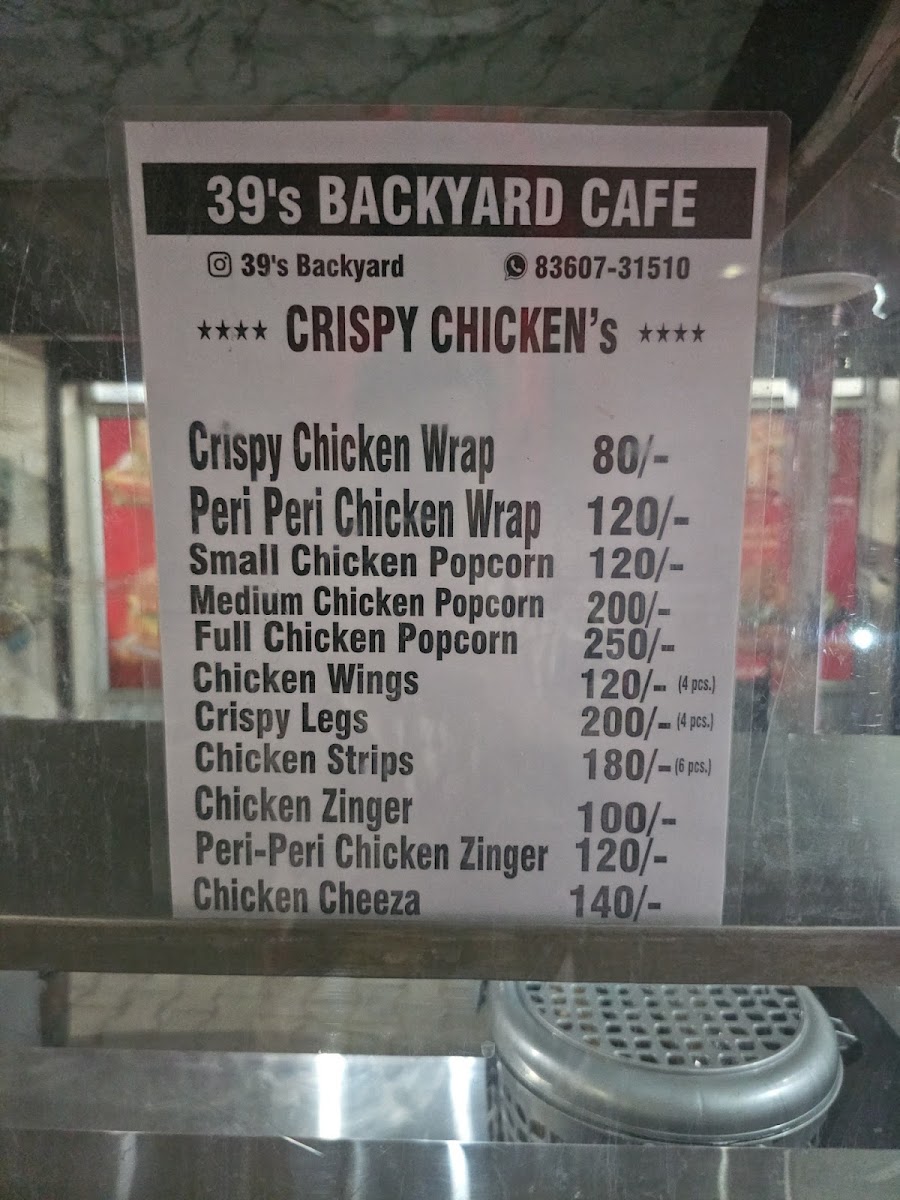 39's BACKYARD CAFE
39's Backyard 83607-31510
**** CRISPY CHICKEN's ****
Crispy Chicken Wrap 80/-
Peri Peri Chicken Wrap 120/-
Small Chicken Popcorn 120/-
Medium Chicken Popcorn 200/-
Full Chicken Popcorn 250/-
Chicken Wings 120/- (4 pcs.)
Crispy Legs 200/- (4 pcs.)
Chicken Strips 180/- (6 pcs.)
Chicken Zinger 100/-
Peri-Peri Chicken Zinger 120/-
Chicken Cheeza 140/-